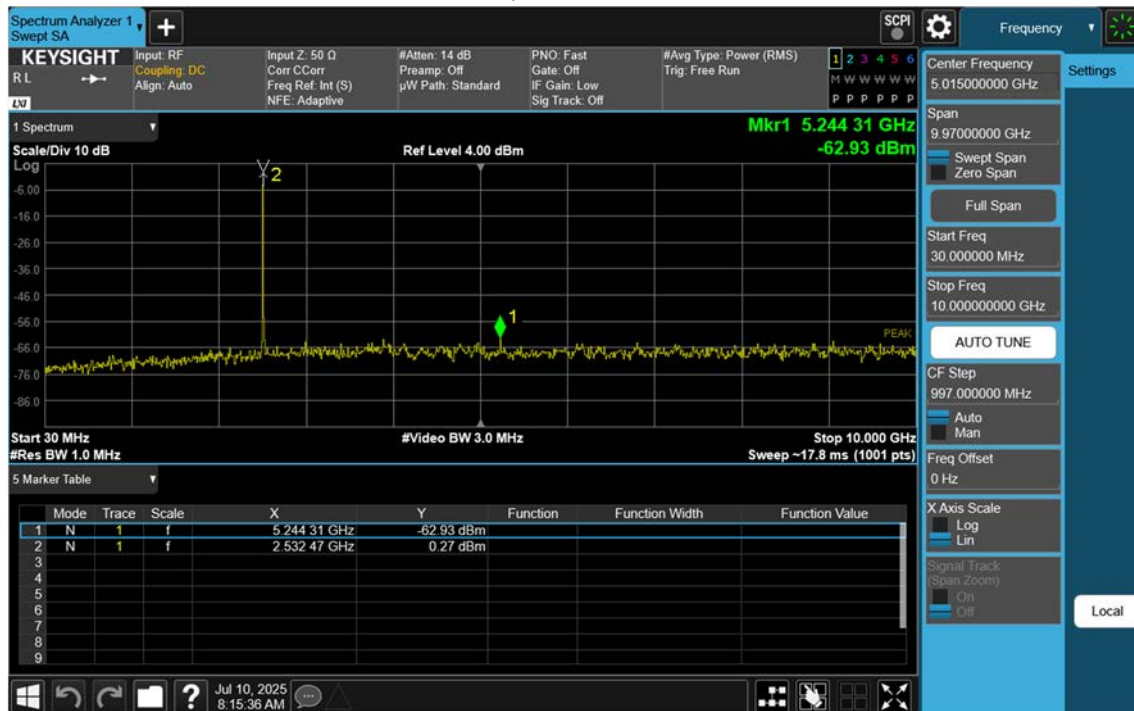 Spectrum Analyzer 1
Swept SA
+
SCPI
Frequency
KEYSIGHT
R L
LXI
Input: RF
Coupling: DC
Align: Auto
Input Z: 50 Ω
Corr CCorr
Freq Ref: Int (S)
NFE: Adaptive
#Atten: 14 dB
Preamp: Off
µW Path: Standard
PNO: Fast
Gate: Off
IF Gain: Low
Sig Track: Off
#Avg Type: Power (RMS)
Trig: Free Run
1 2 3 4 5 6
M W W W W W
P P P P P P
1 Spectrum
Scale/Div 10 dB
Ref Level 4.00 dBm
Mkr1 5.244 31 GHz
-62.93 dBm
Log
-6.00
-16.0
-26.0
-36.0
-46.0
-56.0
-66.0
-76.0
-86.0
2
1
PEAK
Start 30 MHz
#Res BW 1.0 MHz
#Video BW 3.0 MHz
Stop 10.000 GHz
Sweep ~17.8 ms (1001 pts)
5 Marker Table
Mode Trace Scale X Y Function Function Width Function Value
1 N 1 f 5.244 31 GHz -62.93 dBm
2 N 1 f 2.532 47 GHz 0.27 dBm
3
4
5
6
7
8
9
Center Frequency
5.015000000 GHz
Settings
Span
9.97000000 GHz
Swept Span
Zero Span
Full Span
Start Freq
30.000000 MHz
Stop Freq
10.000000000 GHz
AUTO TUNE
CF Step
997.000000 MHz
Auto
Man
Freq Offset
0 Hz
X Axis Scale
Log
Lin
Signal Track
(Span Zoom)
On
Off
Local
?
Jul 10, 2025
8:15:36 AM